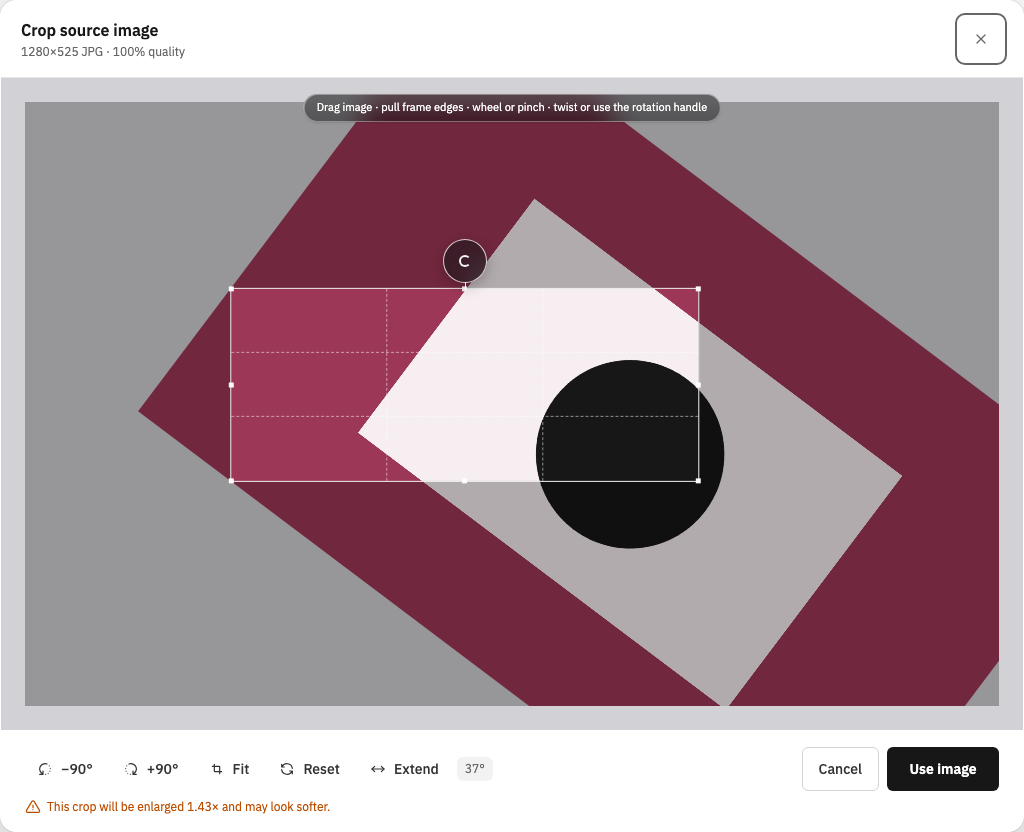 Crop source image
1280×525 JPG · 100% quality
Drag image · pull frame edges · wheel or pinch · twist or use the rotation handle
−90°
+90°
Fit
Reset
Extend
37°
Cancel
Use image
This crop will be enlarged 1.43× and may look softer.